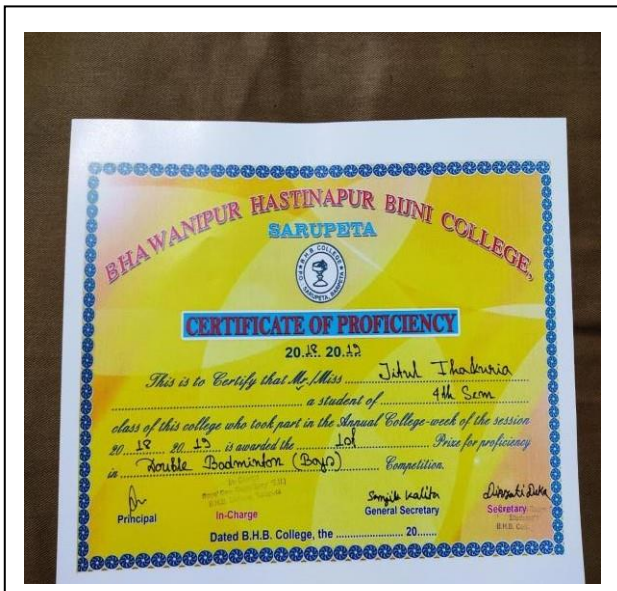 BHAWANIPUR HASTINAPUR BIJNI COLLEGE,
SARUPETA
B.H.B. COLLEGE
CERTIFICATE OF PROFICIENCY
20.18. 20.19
This is to Certify that Mr./Miss Jitul Thakuria
a student of 4th Sem
class of this college who took part in the Annual College-week of the session
20 18 20 19 is awarded the 1st Prize for proficiency
in Double Badminton (Boys) Competition.
Principal
In-Charge
General Secretary
Secretary
Dated B.H.B. College, the 20